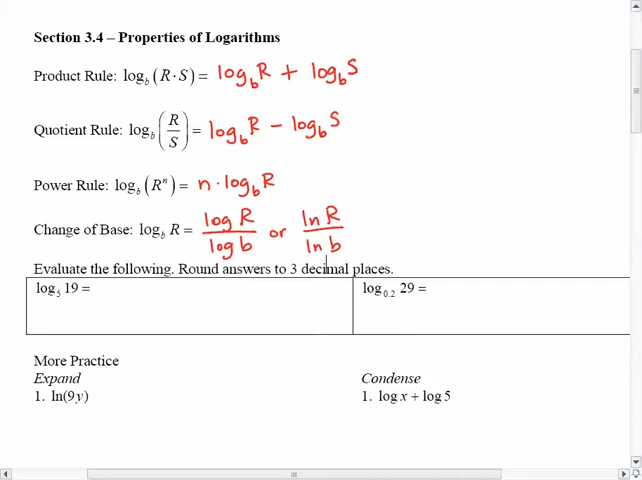 Section 3.4 – Properties of Logarithms
Product Rule: log_b (R · S) = log_b R + log_b S
Quotient Rule: log_b (R/S) = log_b R − log_b S
Power Rule: log_b (Rⁿ) = n · log_b R
Change of Base: log_b R = log R / log b or ln R / ln b
Evaluate the following. Round answers to 3 decimal places.
log₅ 19 = log_0.2 29 =
More Practice
Expand Condense
1. ln(9y) 1. log x + log 5